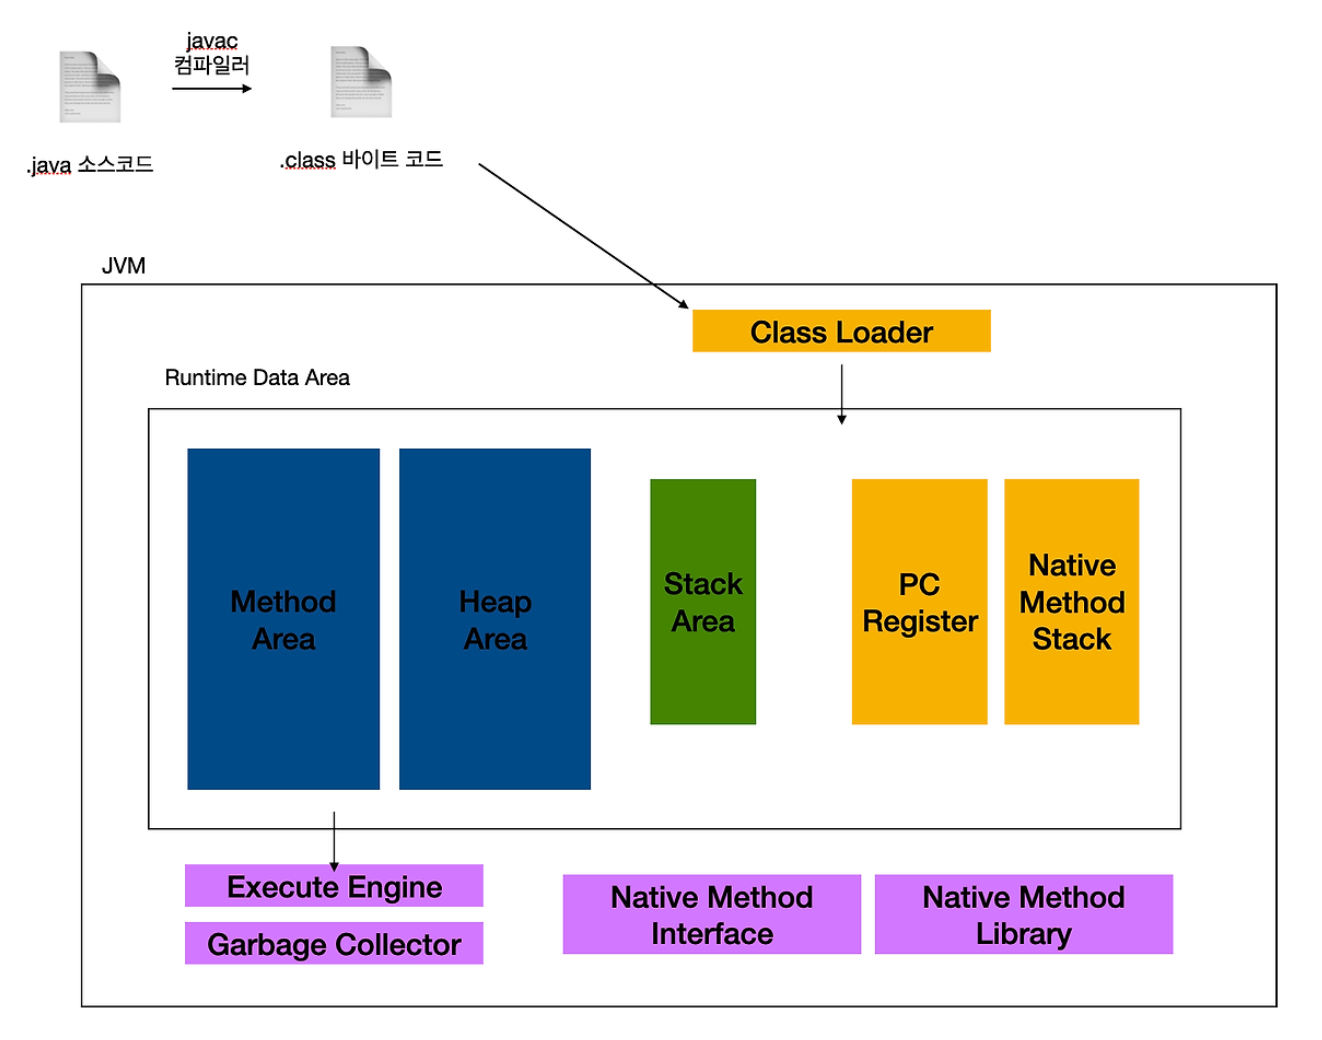 javac
컴파일러
.java 소스코드
.class 바이트 코드
JVM
Class Loader
Runtime Data Area
Method
Area
Heap
Area
Stack
Area
PC
Register
Native
Method
Stack
Execute Engine
Garbage Collector
Native Method
Interface
Native Method
Library